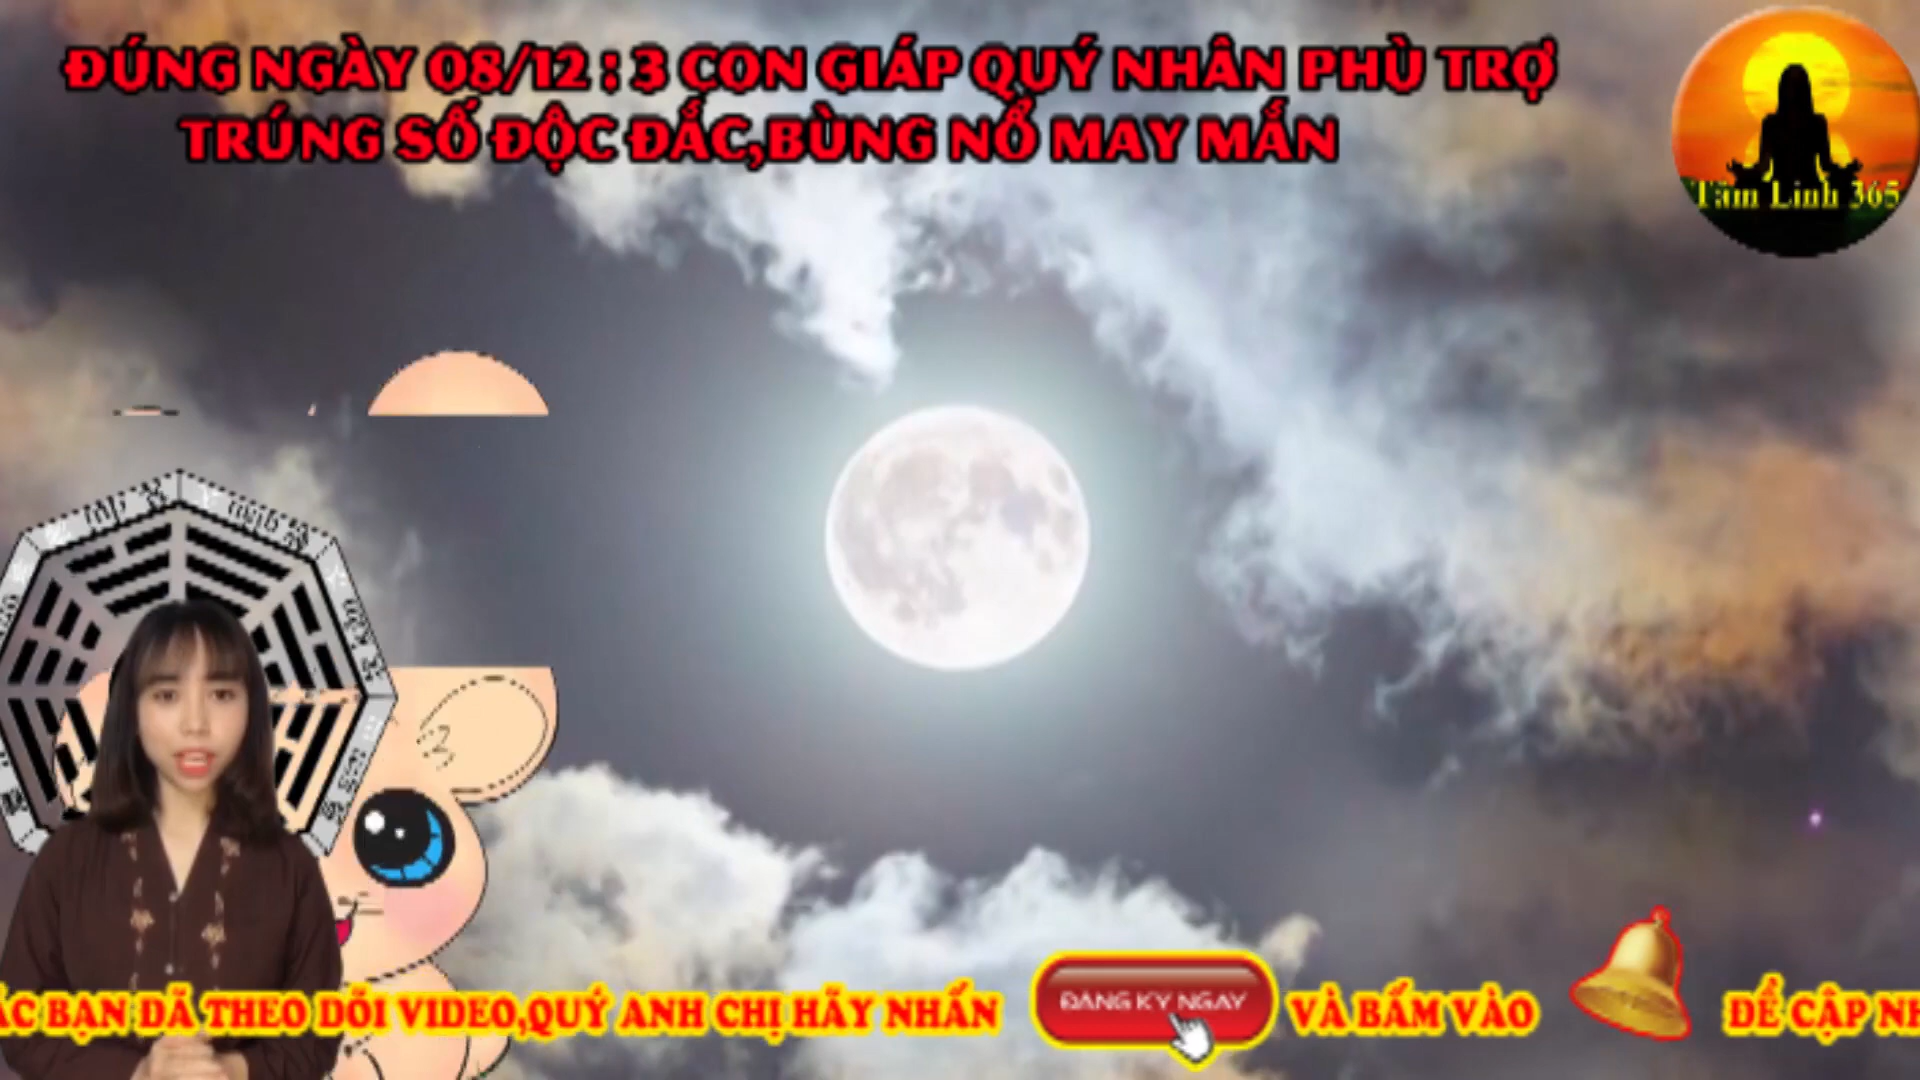 ĐÚNG NGÀY 08/12 : 3 CON GIÁP QUÝ NHÂN PHÙ TRỢ
TRÚNG SỐ ĐỘC ĐẮC,BÙNG NỔ MAY MẮN
Tâm Linh 365
ÁC BẠN ĐÃ THEO DÕI VIDEO,QUÝ ANH CHỊ HÃY NHẤN
ĐĂNG KÝ NGAY
VÀ BẤM VÀO
ĐỂ CẬP NH